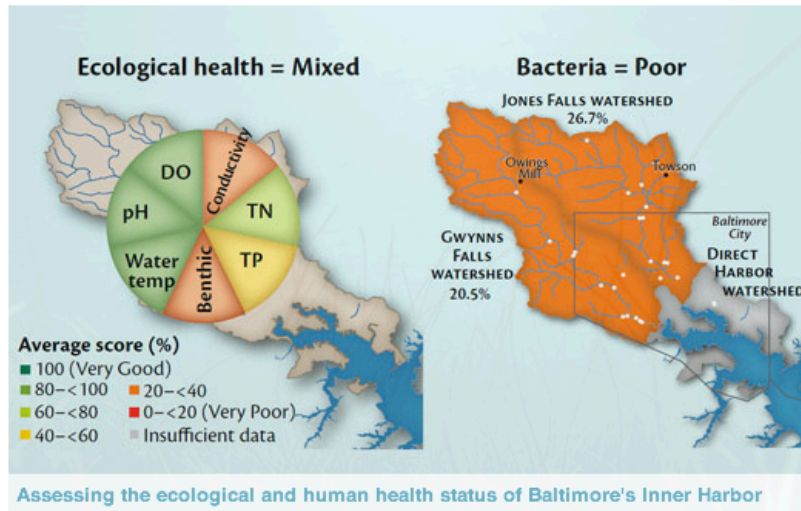 Ecological health = Mixed
DO
Conductivity
pH
TN
Water
temp
Benthic
TP
Average score (%)
100 (Very Good)
80–<100
60–<80
40–<60
20–<40
0–<20 (Very Poor)
Insufficient data
Bacteria = Poor
JONES FALLS WATERSHED
26.7%
Owings
Mill
Towson
Baltimore
City
GWYNNS
FALLS
WATERSHED
20.5%
DIRECT
HARBOR
WATERSHED
Assessing the ecological and human health status of Baltimore's Inner Harbor